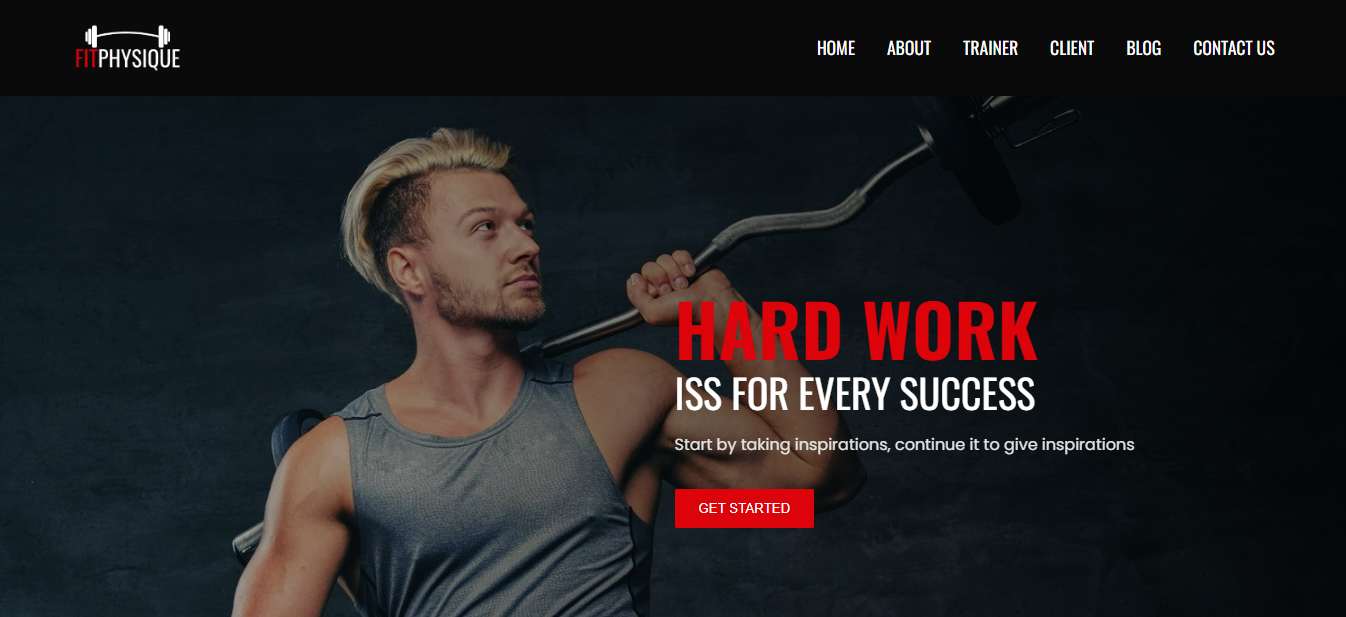 FITPHYSIQUE
HOME ABOUT TRAINER CLIENT BLOG CONTACT US
HARD WORK
ISS FOR EVERY SUCCESS
Start by taking inspirations, continue it to give inspirations
GET STARTED